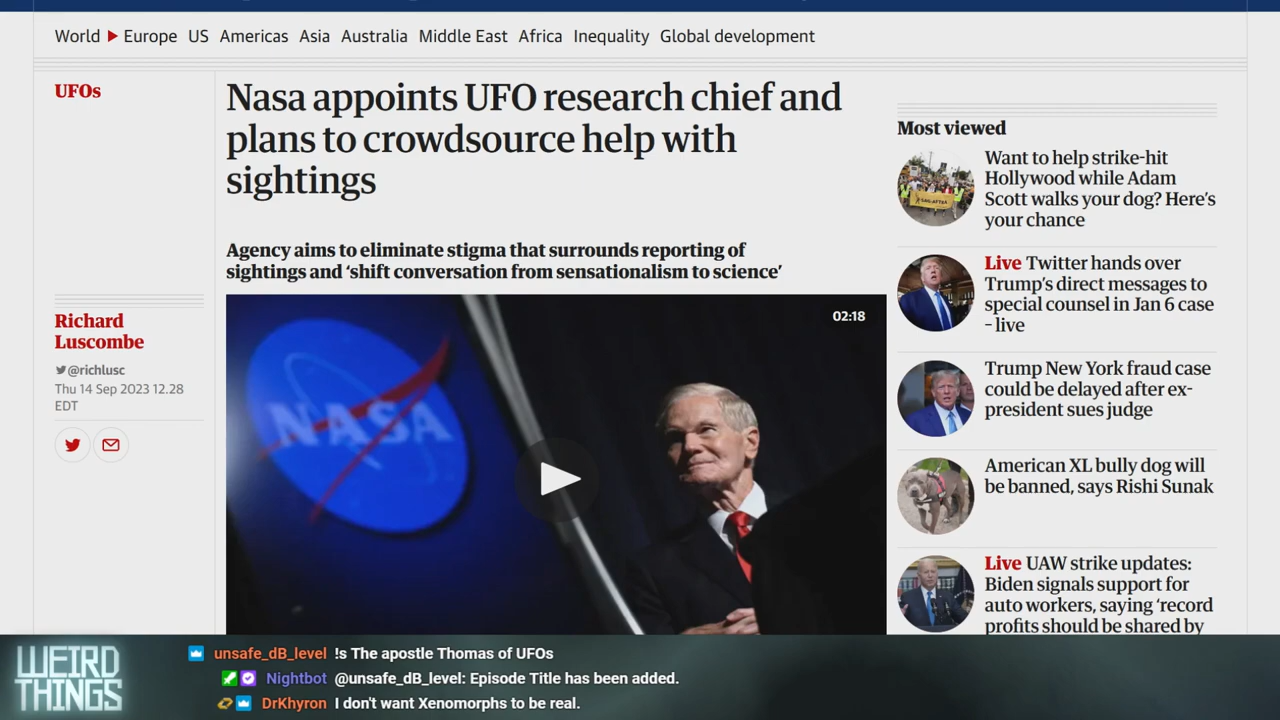 World ▶ Europe US Americas Asia Australia Middle East Africa Inequality Global development
UFOs
Nasa appoints UFO research chief and
plans to crowdsource help with
sightings
Agency aims to eliminate stigma that surrounds reporting of
sightings and ‘shift conversation from sensationalism to science’
Richard
Luscombe
@richlusc
Thu 14 Sep 2023 12.28
EDT
02:18
NASA
Most viewed
Want to help strike-hit
Hollywood while Adam
Scott walks your dog? Here’s
your chance
Live Twitter hands over
Trump’s direct messages to
special counsel in Jan 6 case
– live
Trump New York fraud case
could be delayed after ex-
president sues judge
American XL bully dog will
be banned, says Rishi Sunak
Live UAW strike updates:
Biden signals support for
auto workers, saying ‘record
profits should be shared by
WEIRD
THINGS
unsafe_dB_level !s The apostle Thomas of UFOs
Nightbot @unsafe_dB_level: Episode Title has been added.
DrKhyron I don't want Xenomorphs to be real.